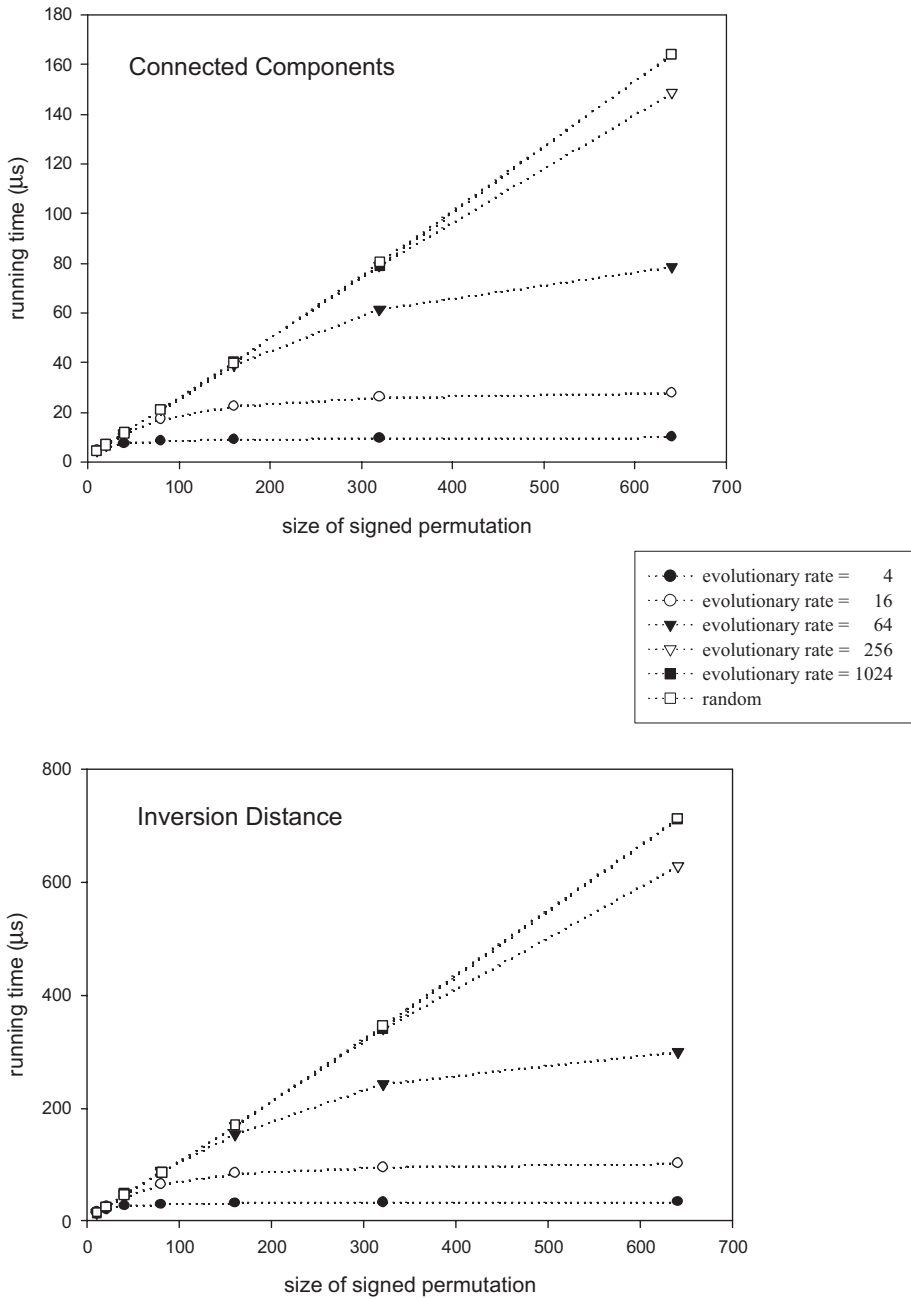 180
160
140
120
100
80
60
40
20
0
running time (μs)
Connected Components
0 100 200 300 400 500 600 700
size of signed permutation
evolutionary rate = 4
evolutionary rate = 16
evolutionary rate = 64
evolutionary rate = 256
evolutionary rate = 1024
random
800
600
400
200
0
running time (μs)
Inversion Distance
0 100 200 300 400 500 600 700
size of signed permutation